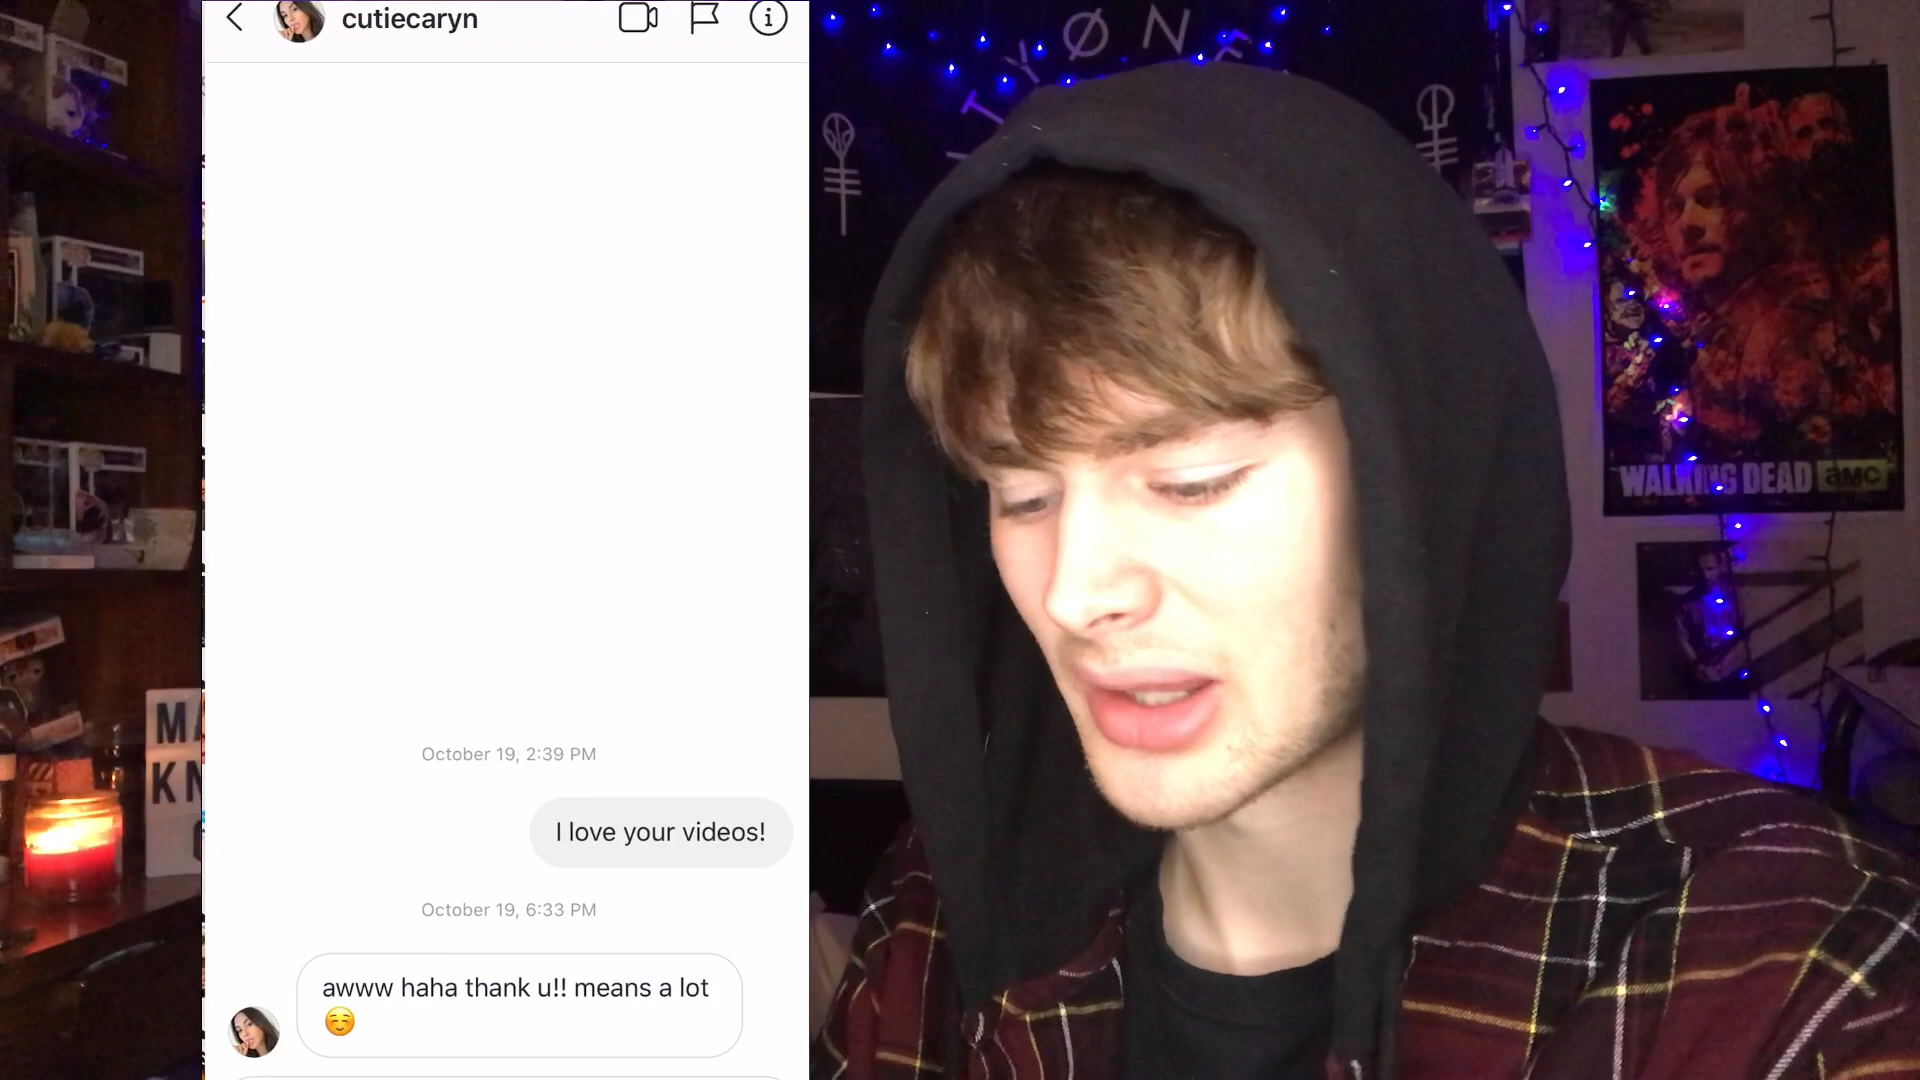 cutiecaryn
October 19, 2:39 PM
I love your videos!
October 19, 6:33 PM
awww haha thank u!! means a lot
☺️
WALKING DEAD
aMC